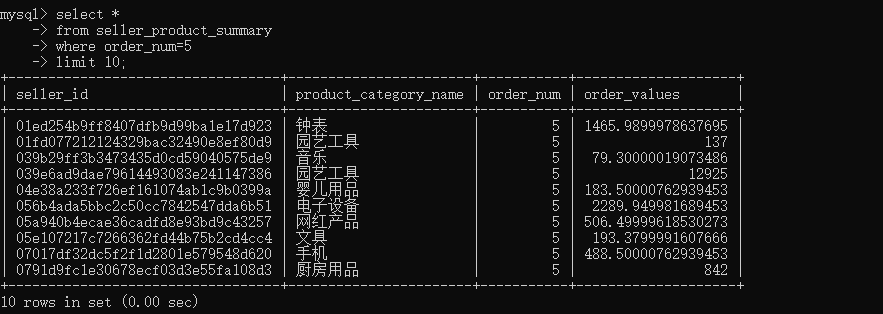 mysql> select *
-> from seller_product_summary
-> where order_num=5
-> limit 10;
| seller_id | product_category_name | order_num | order_values |
| 01ed254b9ff8407dfb9d99ba1e17d923 | 钟表 | 5 | 1465.9899978637695 |
| 01fd077212124329bac32490e8ef80d9 | 园艺工具 | 5 | 137 |
| 039b29ff3b3473435d0cd59040575de9 | 音乐 | 5 | 79.30000019073486 |
| 039e6ad9dae79614493083e241147386 | 园艺工具 | 5 | 12925 |
| 04e38a233f726ef161074ab1c9b0399a | 婴儿用品 | 5 | 183.50000762939453 |
| 056b4ada5bbc2c50cc7842547dda6b51 | 电子设备 | 5 | 2289.949981689453 |
| 05a940b4ecae36cadfd8e93bd9c43257 | 网红产品 | 5 | 506.49999618530273 |
| 05e107217c7266362fd44b75b2cd4cc4 | 文具 | 5 | 193.3799991607666 |
| 07017df32dc5f2f1d2801e579548d620 | 手机 | 5 | 488.50000762939453 |
| 0791d9fc1e30678ecf03d3e55fa108d3 | 厨房用品 | 5 | 842 |
10 rows in set (0.00 sec)